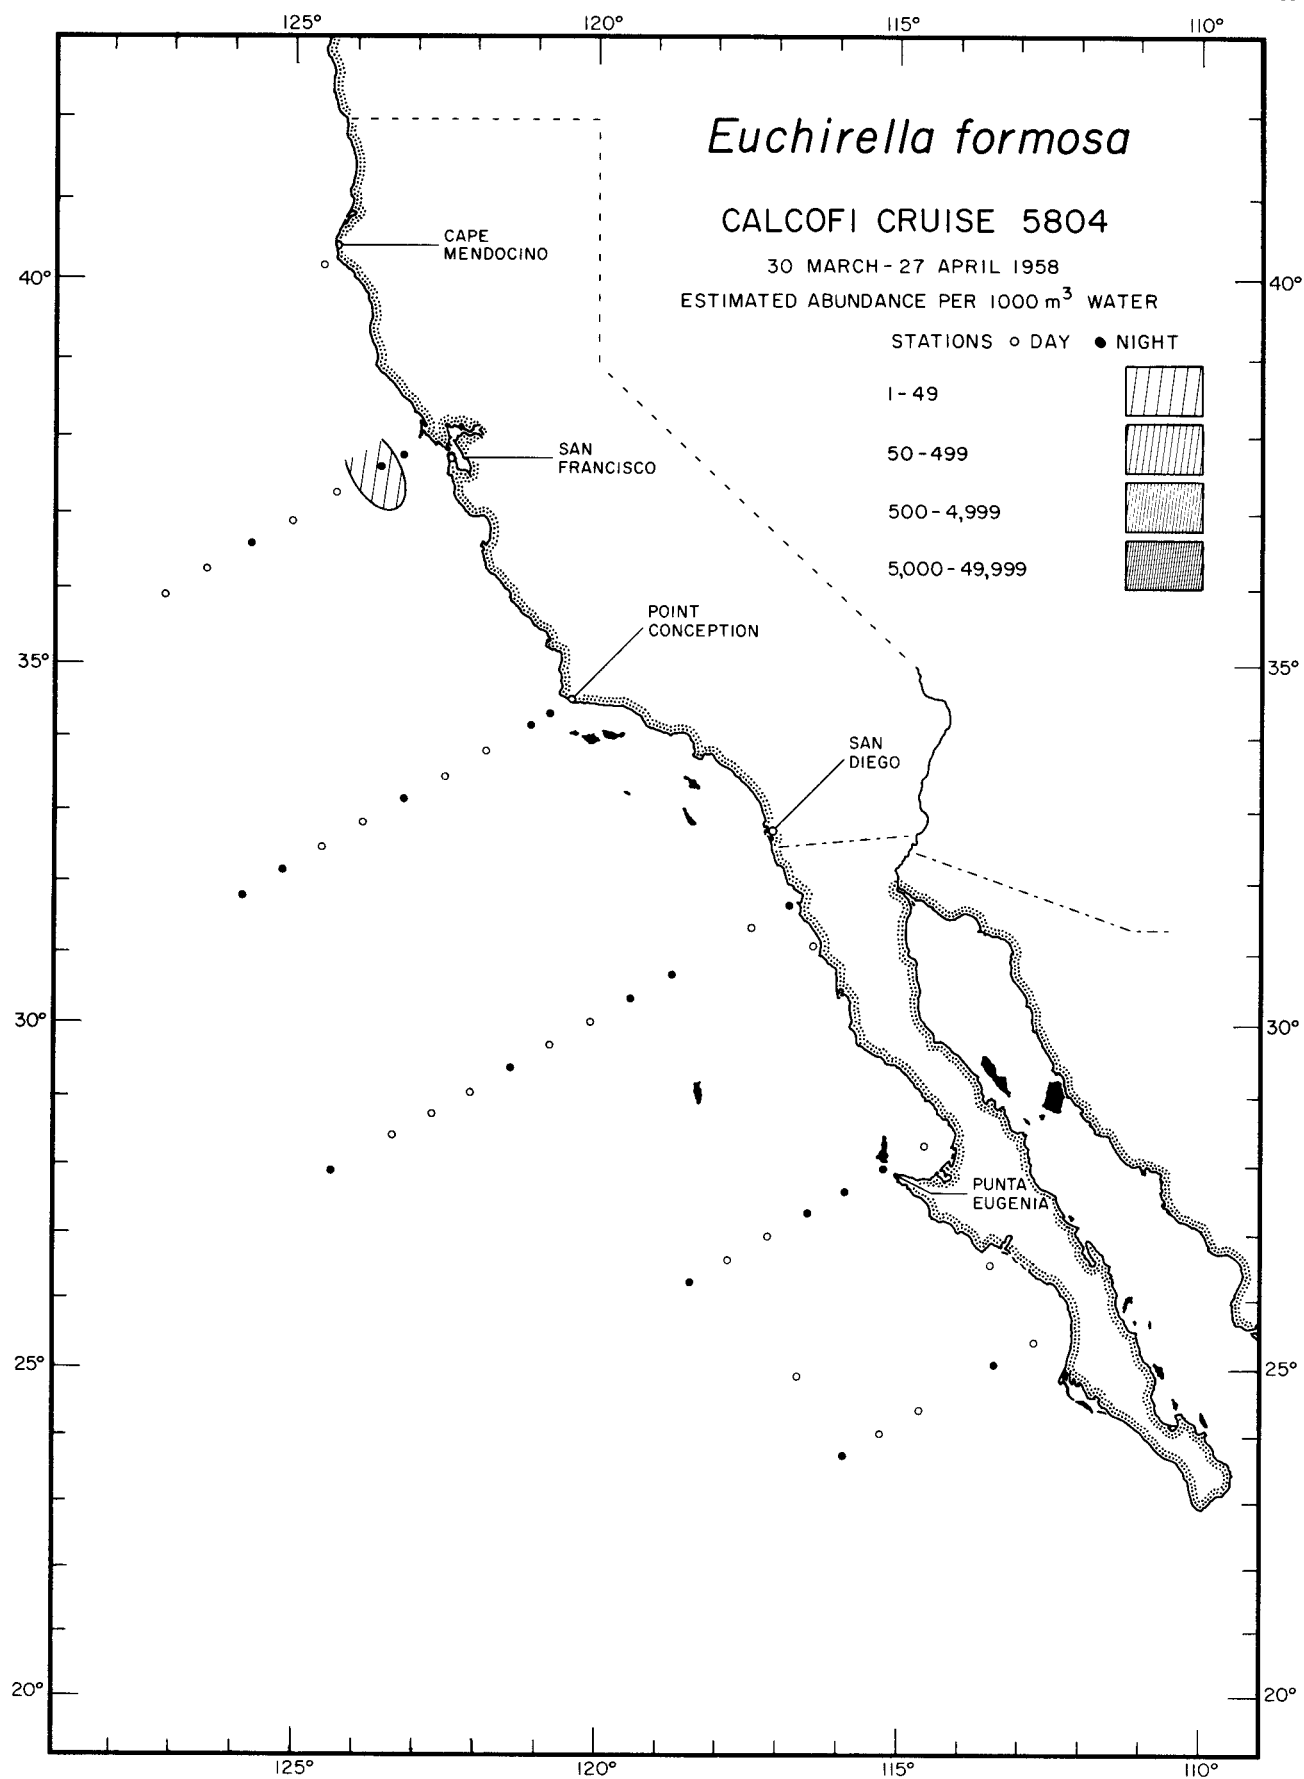 125° 120° 115° 110°
Euchirella formosa
CALCOFI CRUISE 5804
30 MARCH - 27 APRIL 1958
ESTIMATED ABUNDANCE PER 1000 m³ WATER
STATIONS ○ DAY ● NIGHT
1 - 49
50 - 499
500 - 4,999
5,000 - 49,999
CAPE
MENDOCINO
40° 40°
SAN
FRANCISCO
POINT
CONCEPTION
35° 35°
SAN
DIEGO
30° 30°
PUNTA
EUGENIA
25° 25°
20° 20°
125° 120° 115° 110°